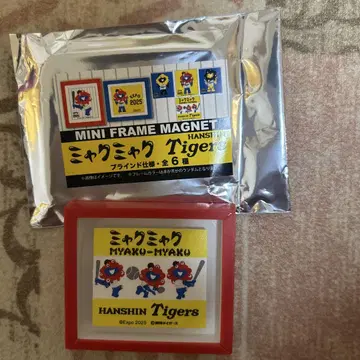 MINI FRAME MAGNET
HANSHIN
ミャクミャク Tigers
ブラインド仕様・全6種
ミャクミャク
MYAKU-MYAKU
HANSHIN Tigers
©Expo 2025